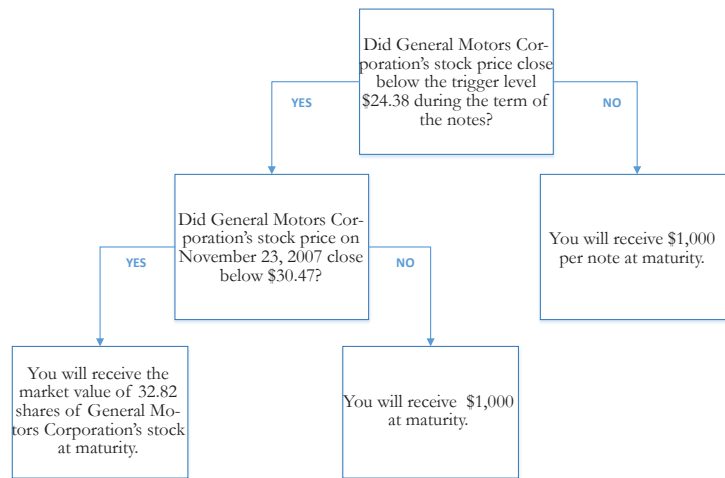 Did General Motors Cor-
poration's stock price close
below the trigger level
$24.38 during the term of
the notes?
YES
NO
Did General Motors Cor-
poration's stock price on
November 23, 2007 close
below $30.47?
You will receive $1,000
per note at maturity.
YES
NO
You will receive the
market value of 32.82
shares of General Mo-
tors Corporation's stock
at maturity.
You will receive $1,000
at maturity.